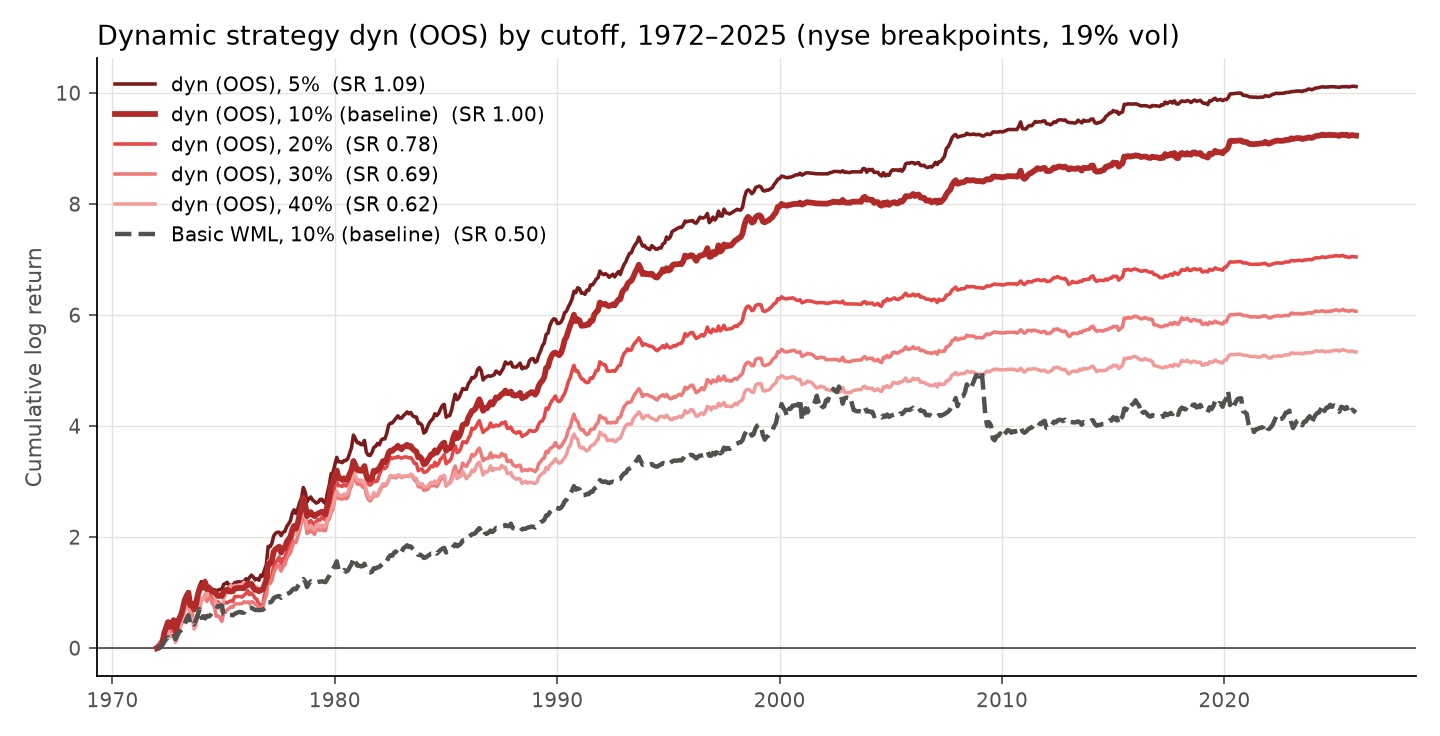 Dynamic strategy dyn (OOS) by cutoff, 1972–2025 (nyse breakpoints, 19% vol)
dyn (OOS), 5%  (SR 1.09)
dyn (OOS), 10% (baseline)  (SR 1.00)
dyn (OOS), 20%  (SR 0.78)
dyn (OOS), 30%  (SR 0.69)
dyn (OOS), 40%  (SR 0.62)
Basic WML, 10% (baseline)  (SR 0.50)
Cumulative log return
10
8
6
4
2
0
1970 1980 1990 2000 2010 2020